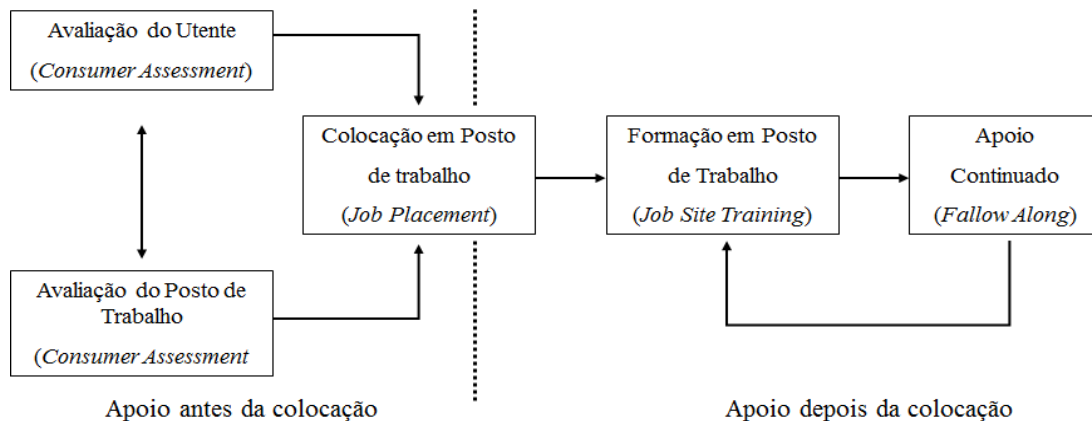 Avaliação do Utente
(Consumer Assessment)
Colocação em Posto
de trabalho
(Job Placement)
Formação em Posto
de Trabalho
(Job Site Training)
Apoio
Continuado
(Fallow Along)
Avaliação do Posto de
Trabalho
(Consumer Assessment
Apoio antes da colocação
Apoio depois da colocação